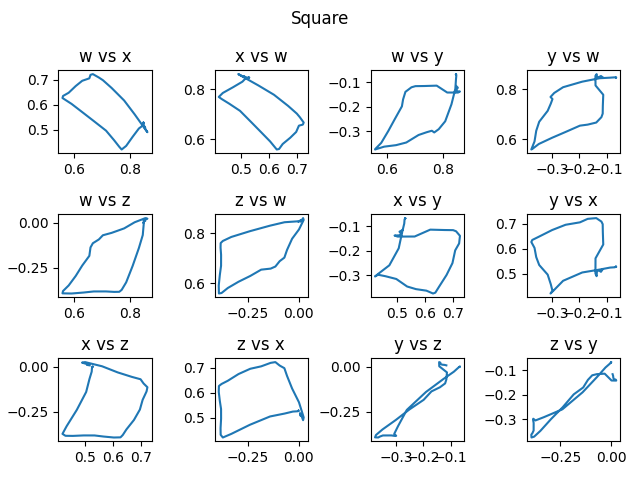 Square
w vs x
x vs w
w vs y
y vs w
0.7
0.6
0.5
0.6 0.8
0.8
0.6
0.5 0.6 0.7
−0.1
−0.2
−0.3
0.6 0.8
0.8
0.6
−0.3 −0.2 −0.1
w vs z
z vs w
x vs y
y vs x
0.00
−0.25
0.6 0.8
0.8
0.6
−0.25 0.00
−0.1
−0.2
−0.3
0.5 0.6 0.7
0.7
0.6
0.5
−0.3 −0.2 −0.1
x vs z
z vs x
y vs z
z vs y
0.00
−0.25
0.5 0.6 0.7
0.7
0.6
0.5
−0.25 0.00
0.00
−0.25
−0.3 −0.2 −0.1
−0.1
−0.2
−0.3
−0.25 0.00